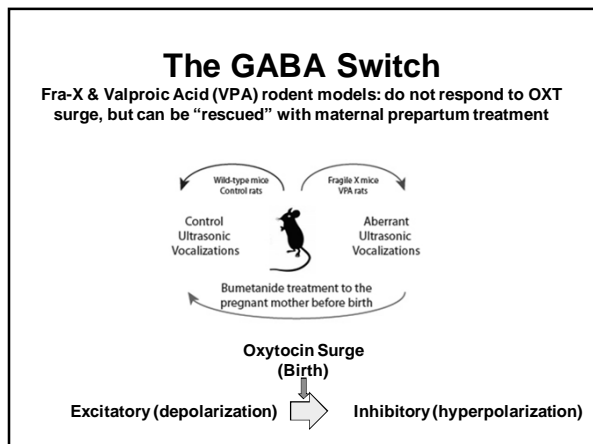 The GABA Switch
Fra-X & Valproic Acid (VPA) rodent models: do not respond to OXT
surge, but can be “rescued” with maternal prepartum treatment
Wild-type mice
Control rats
Fragile X mice
VPA rats
Control
Ultrasonic
Vocalizations
Aberrant
Ultrasonic
Vocalizations
Bumetanide treatment to the
pregnant mother before birth
Oxytocin Surge
(Birth)
Excitatory (depolarization)
Inhibitory (hyperpolarization)